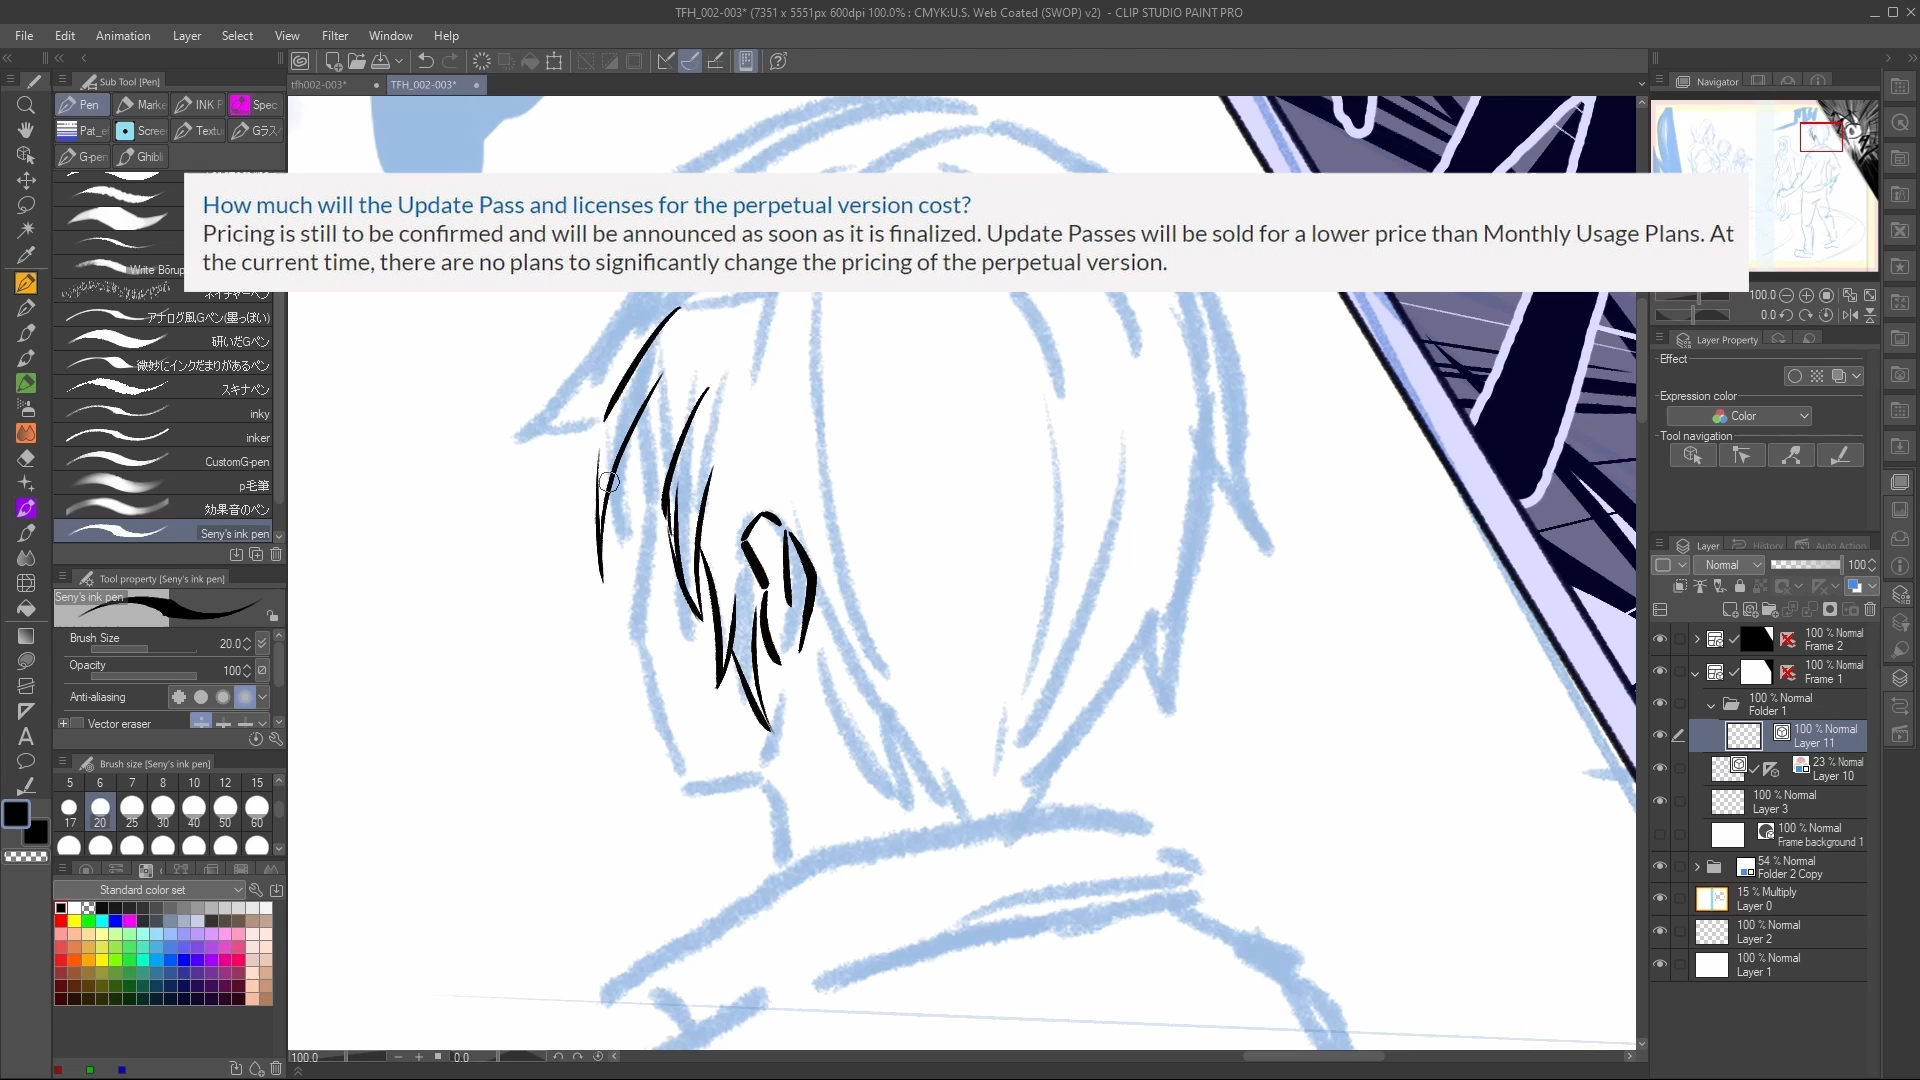 TFH_002-003* (7351 x 5551px 600dpi 100.0% : CMYK:U.S. Web Coated (SWOP) v2) - CLIP STUDIO PAINT PRO
File Edit Animation Layer Select View Filter Window Help
tfh002-003* TFH_002-003*
Sub Tool [Pen]
Pen Marke INK P Spec
Pat_e Scree Textu Gラス
G-pen Ghibli
How much will the Update Pass and licenses for the perpetual version cost?
Pricing is still to be confirmed and will be announced as soon as it is finalized. Update Passes will be sold for a lower price than Monthly Usage Plans. At
the current time, there are no plans to significantly change the pricing of the perpetual version.
アナログ風Gペン(墨っぽい)
研いだGペン
微妙にインクだまりがあるペン
スキナペン
inky
inker
CustomG-pen
p毛筆
効果音のペン
Seny's ink pen
Tool property [Seny's ink pen]
Seny's ink pen
Brush Size 20.0
Opacity 100
Anti-aliasing
Vector eraser
Brush size [Seny's ink pen]
5 6 7 8 10 12 15
17 20 25 30 40 50 60
Standard color set
100.0 0.0
Navigator
100.0
0.0
Layer Property
Effect
Expression color
Color
Tool navigation
Layer History Auto Action
Normal 100
100 % Normal
Frame 2
100 % Normal
Frame 1
100 % Normal
Folder 1
100 % Normal
Layer 11
23 % Normal
Layer 10
100 % Normal
Layer 3
100 % Normal
Frame background 1
54 % Normal
Folder 2 Copy
15 % Multiply
Layer 0
100 % Normal
Layer 2
100 % Normal
Layer 1